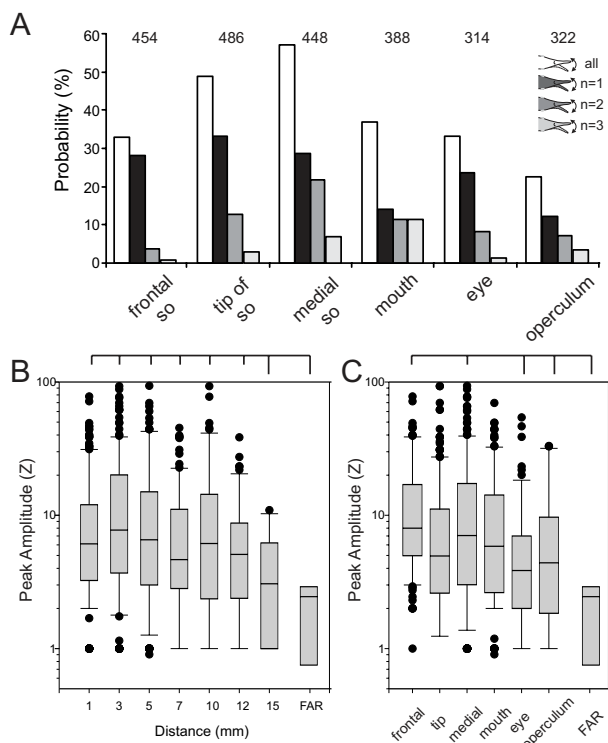 A
454 486 448 388 314 322
Probability (%)
60
50
40
30
20
10
0
all
n=1
n=2
n=3
frontal so
tip of so
medial so
mouth
eye
operculum
B
Peak Amplitude (Z)
100
10
1
1 3 5 7 10 12 15 FAR
Distance (mm)
C
Peak Amplitude (Z)
100
10
1
frontal
tip
medial
mouth
eye
operculum
FAR